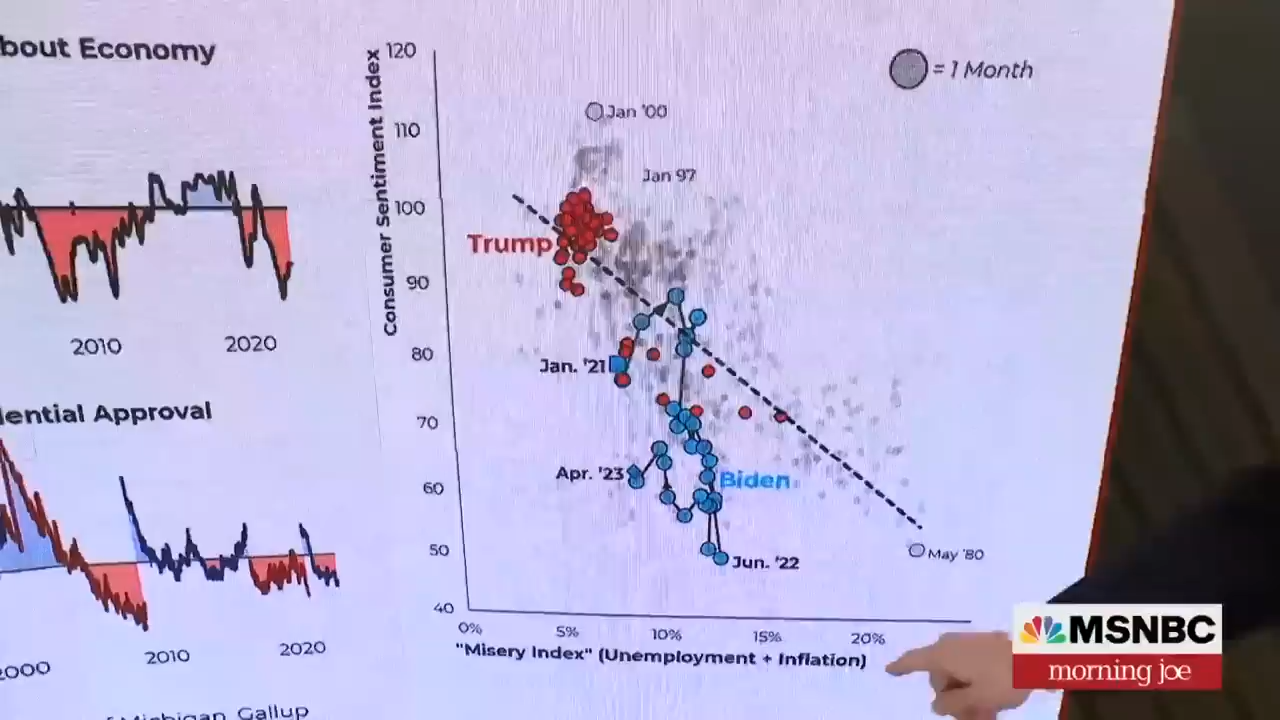 bout Economy
2010
2020
dential Approval
2000
2010
2020
Michigan, Gallup
Consumer Sentiment Index
120
110
100
90
80
70
60
50
40
0%
5%
10%
15%
20%
"Misery Index" (Unemployment + Inflation)
= 1 Month
Jan '00
Jan 97
Trump
Jan. '21
Apr. '23
Biden
Jun. '22
May '80
MSNBC
morning joe